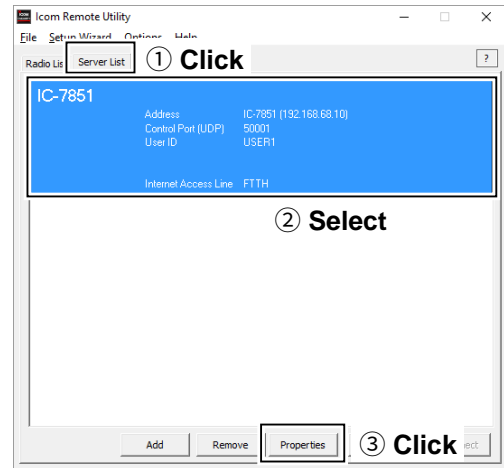 Icom Remote Utility
File Setup Wizard Options Help
Radio Lis Server List ① Click ?
IC-7851
Address IC-7851 (192.168.68.10)
Control Port (UDP) 50001
User ID USER1
Internet Access Line FTTH
② Select
Add Remove Properties ③ Click ect